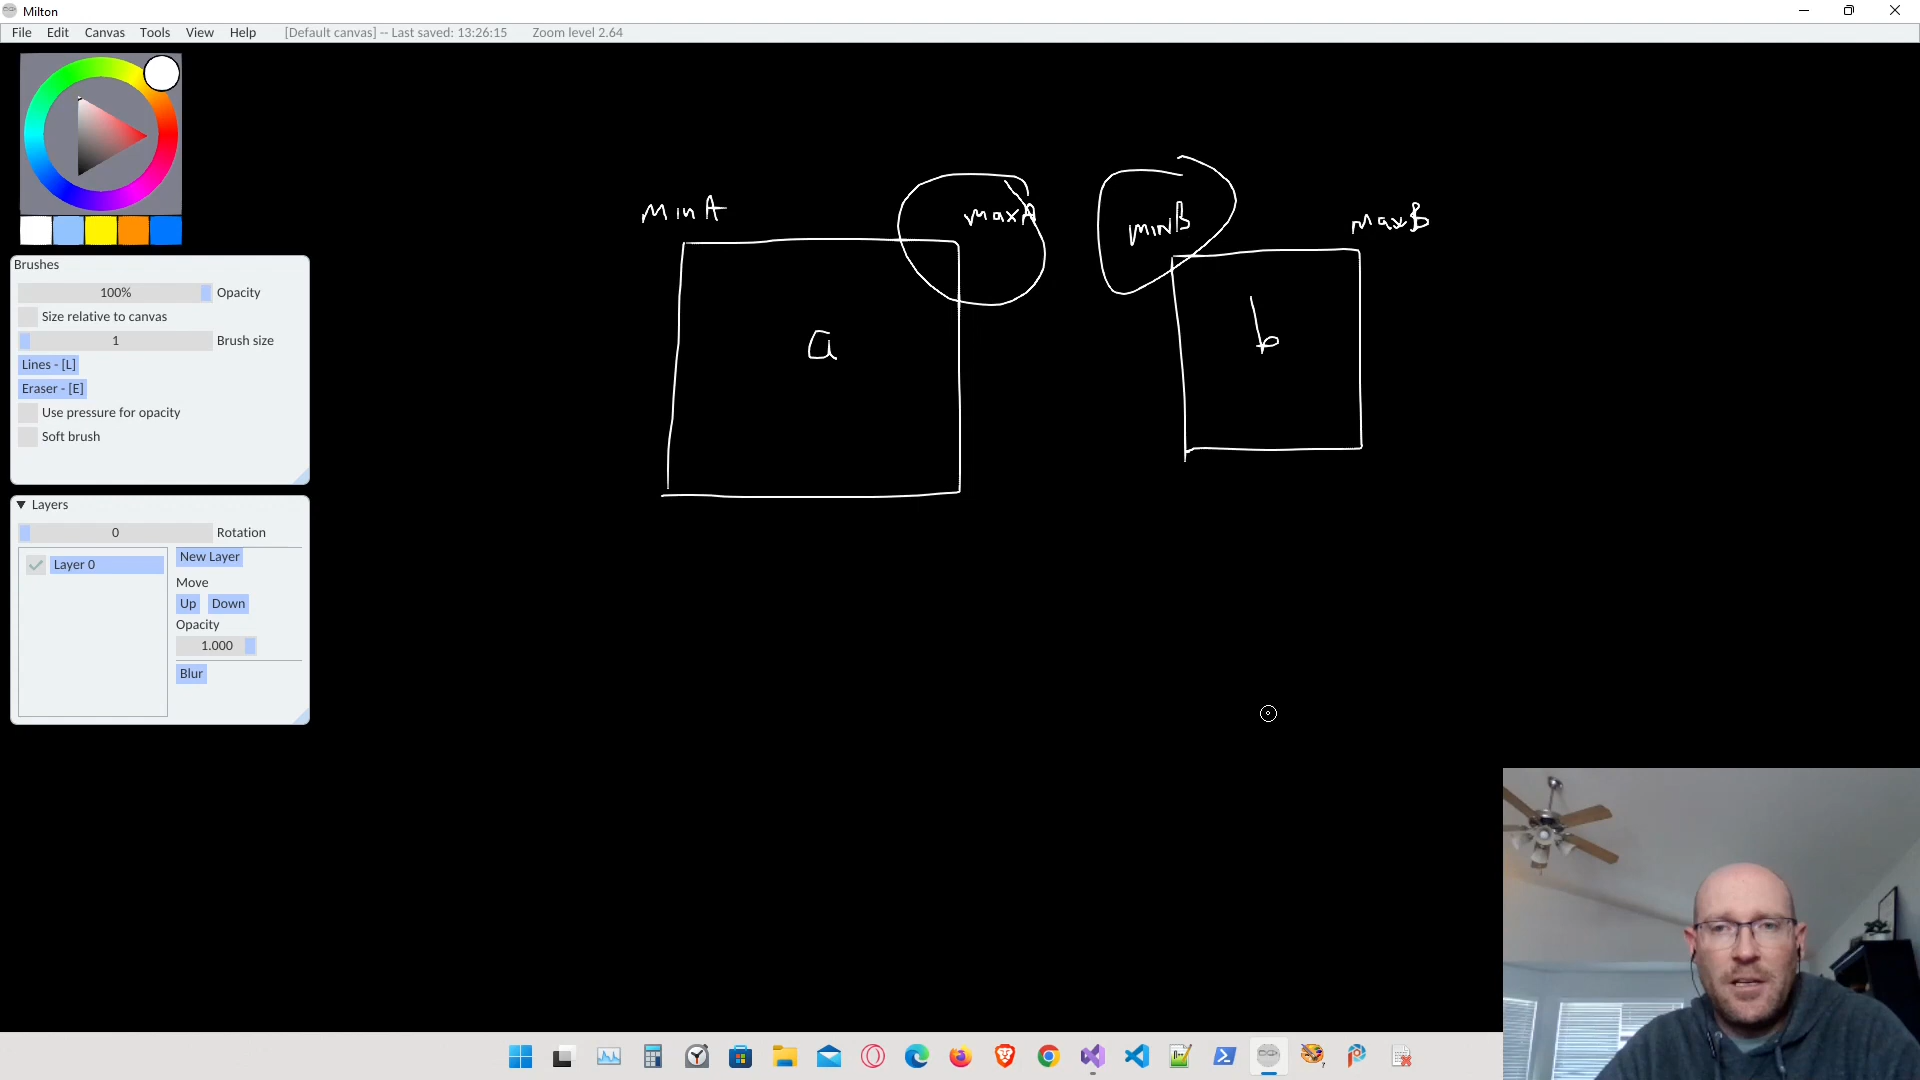 Milton
File Edit Canvas Tools View Help [Default canvas] -- Last saved: 13:26:15 Zoom level 2.64
Brushes
100% Opacity
Size relative to canvas
1 Brush size
Lines - [L]
Eraser - [E]
Use pressure for opacity
Soft brush
Layers
0 Rotation
Layer 0
New Layer
Move
Up Down
Opacity
1.000
Blur
minA maxA minB maxB
a b